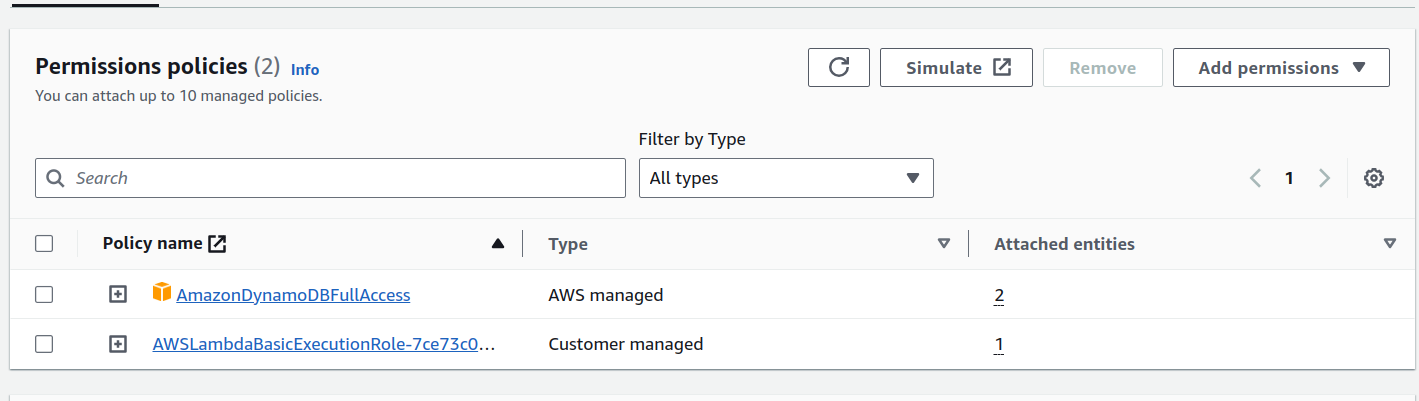 Permissions policies (2) Info
You can attach up to 10 managed policies.
Simulate
Remove
Add permissions
Filter by Type
Search
All types
1
Policy name Type Attached entities
AmazonDynamoDBFullAccess AWS managed 2
AWSLambdaBasicExecutionRole-7ce73c0... Customer managed 1